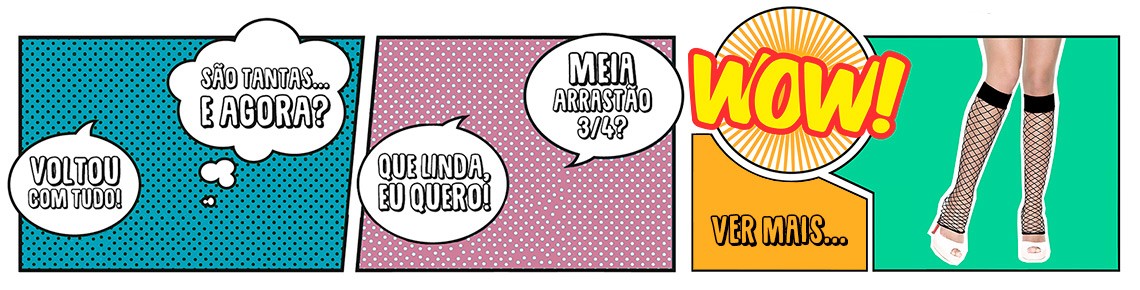 VOLTOU
COM TUDO!
SÃO TANTAS...
E AGORA?
QUE LINDA,
EU QUERO!
MEIA
ARRASTÃO
3/4?
WOW!
VER MAIS...